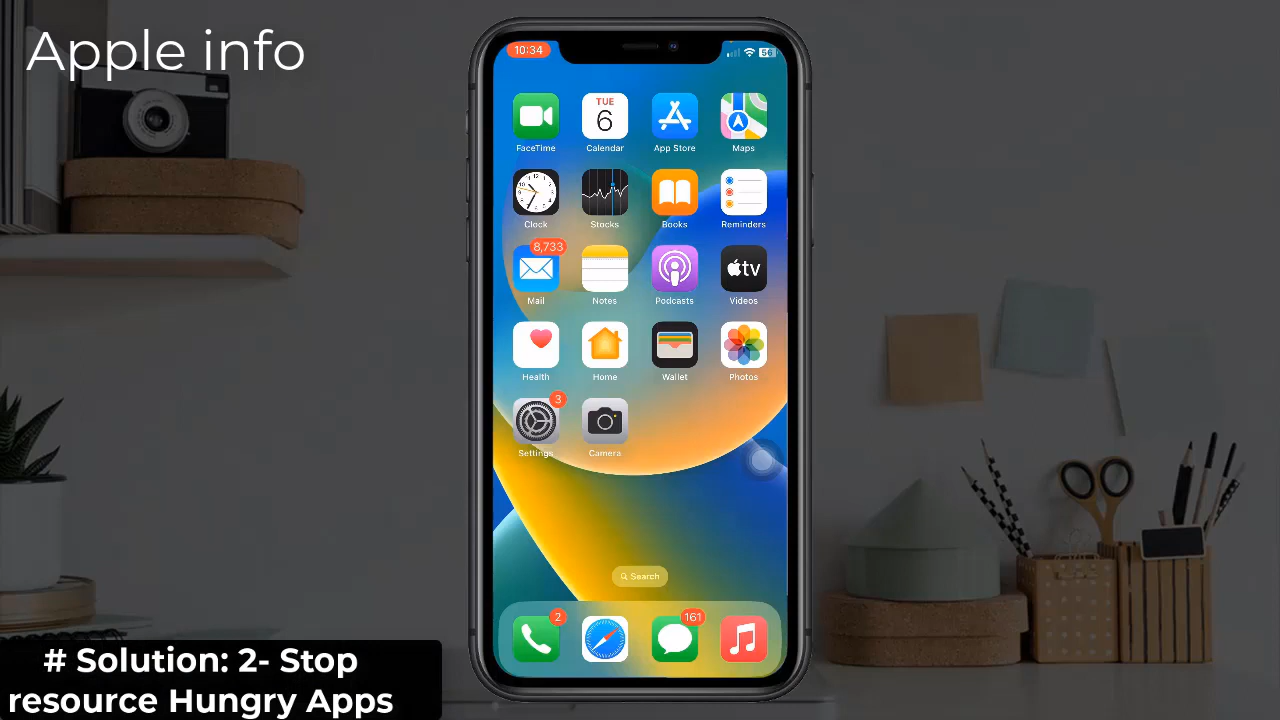 Apple info
10:34
56
TUE
6
FaceTime
Calendar
App Store
Maps
Clock
Stocks
Books
Reminders
8,733
tv
Mail
Notes
Podcasts
Videos
Health
Home
Wallet
Photos
3
Settings
Camera
Search
2
161
# Solution: 2- Stop
resource Hungry Apps